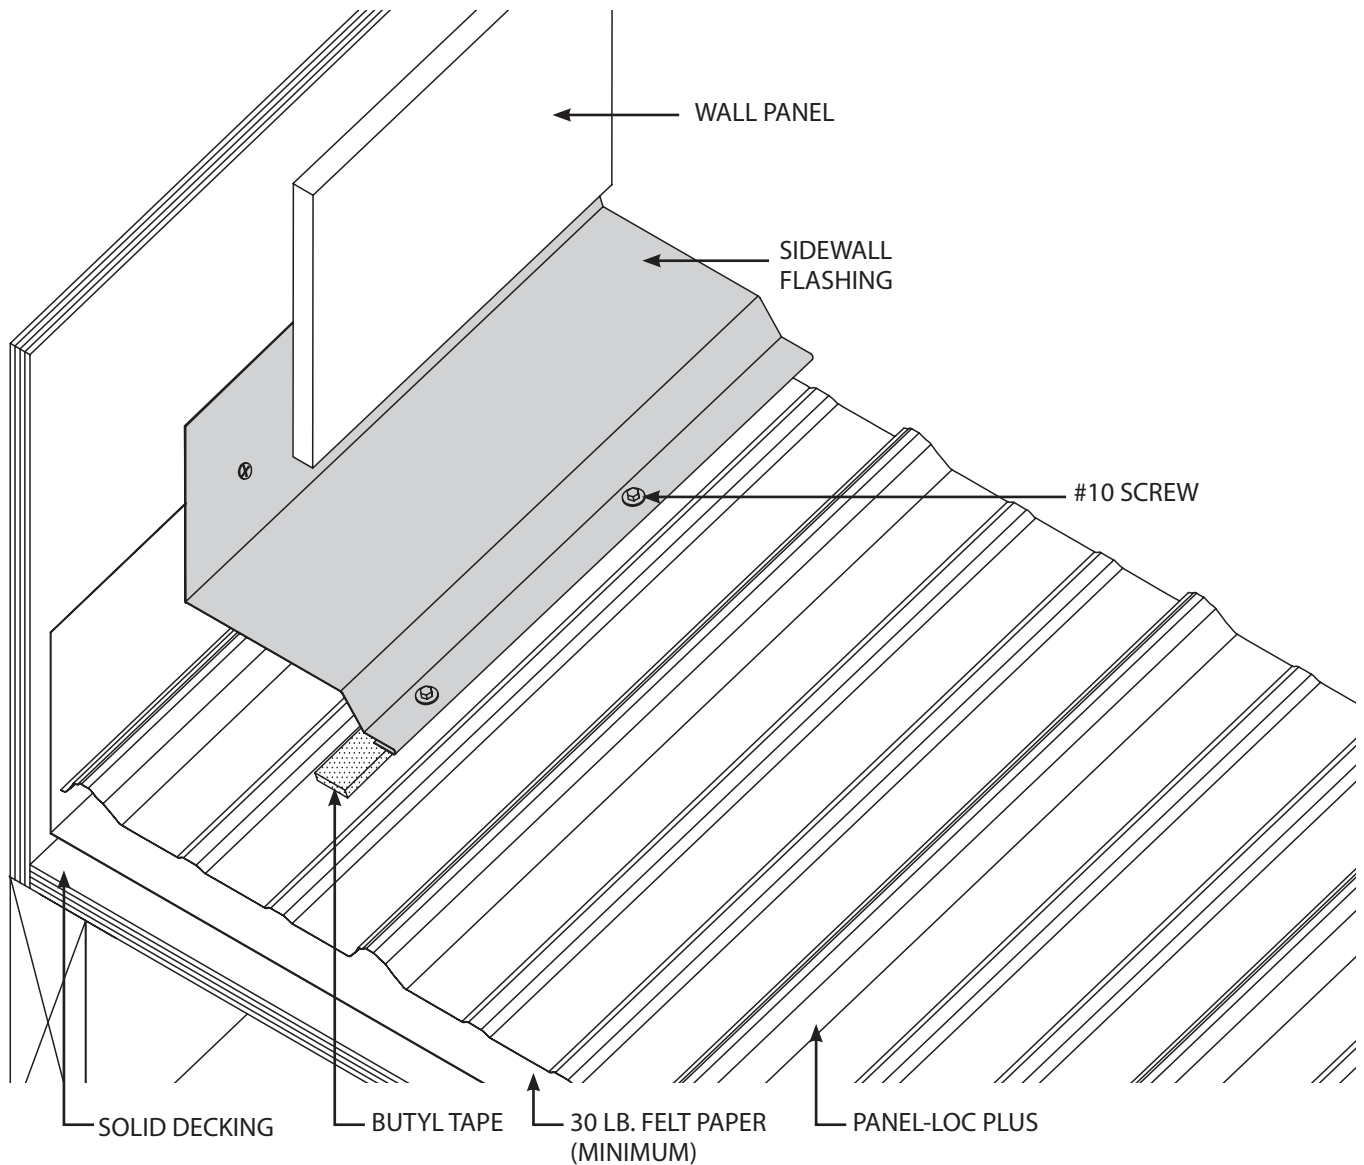 WALL PANEL
SIDEWALL
FLASHING
#10 SCREW
SOLID DECKING
BUTYL TAPE
30 LB. FELT PAPER
(MINIMUM)
PANEL-LOC PLUS